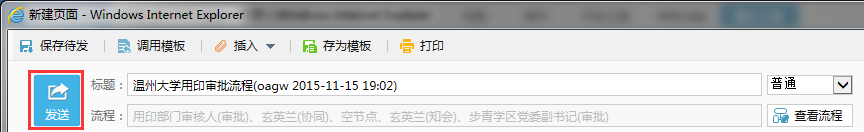 新建页面 - Windows Internet Explorer
保存待发 调用模板 插入 存为模板 打印
发送
标题： 温州大学用印审批流程(oagw 2015-11-15 19:02) 普通
流程： 用印部门审核人(审批)、玄英兰(协同)、空节点、玄英兰(知会)、步青学区党委副书记(审批) 查看流程